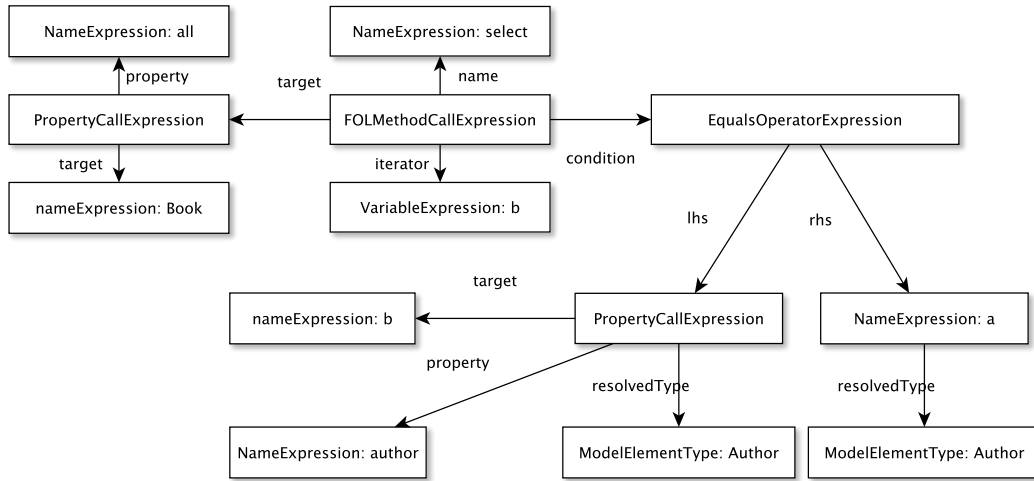 NameExpression: all
NameExpression: select
property
name
target
PropertyCallExpression
FOLMethodCallExpression
EqualsOperatorExpression
target
iterator
condition
nameExpression: Book
VariableExpression: b
lhs
rhs
target
nameExpression: b
PropertyCallExpression
NameExpression: a
property
resolvedType
resolvedType
NameExpression: author
ModelElementType: Author
ModelElementType: Author